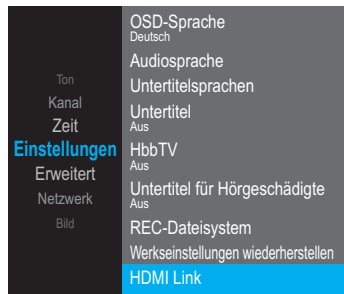 Ton
Kanal
Zeit
Einstellungen
Erweitert
Netzwerk
Bild
OSD-Sprache
Deutsch
Audiosprache
Untertitelsprachen
Untertitel
Aus
HbbTV
Aus
Untertitel für Hörgeschädigte
Aus
REC-Dateisystem
Werkseinstellungen wiederherstellen
HDMI Link